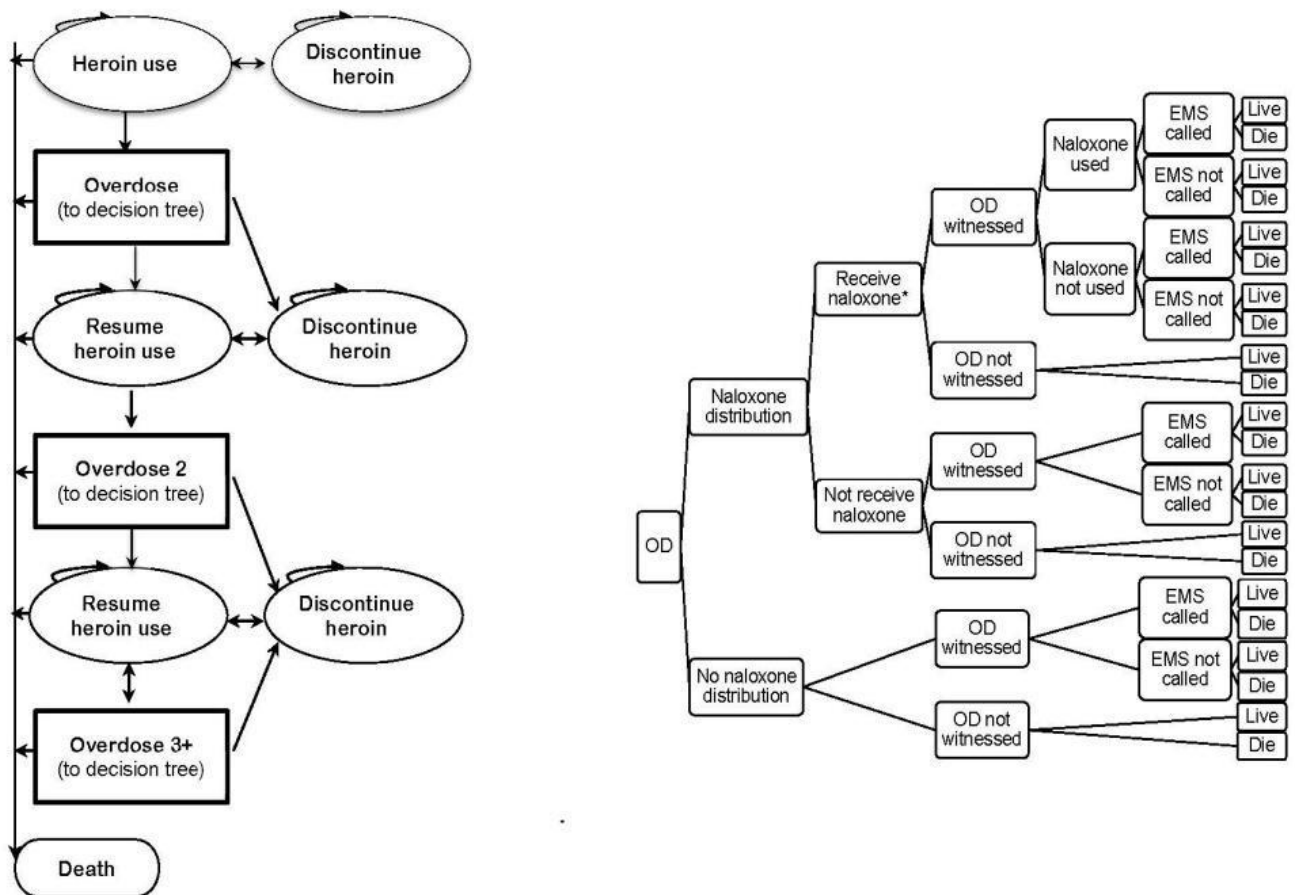 Heroin use
Discontinue
heroin
Overdose
(to decision tree)
Resume
heroin use
Discontinue
heroin
Overdose 2
(to decision tree)
Resume
heroin use
Discontinue
heroin
Overdose 3+
(to decision tree)
Death
OD
Naloxone
distribution
No naloxone
distribution
Receive
naloxone*
Not receive
naloxone
OD
witnessed
OD not
witnessed
OD
witnessed
OD not
witnessed
OD
witnessed
OD not
witnessed
Naloxone
used
Naloxone
not used
EMS
called
EMS not
called
EMS
called
EMS not
called
EMS
called
EMS not
called
EMS
called
EMS not
called
Live
Die
Live
Die
Live
Die
Live
Die
Live
Die
Live
Die
Live
Die
Live
Die
Live
Die
Live
Die
Live
Die